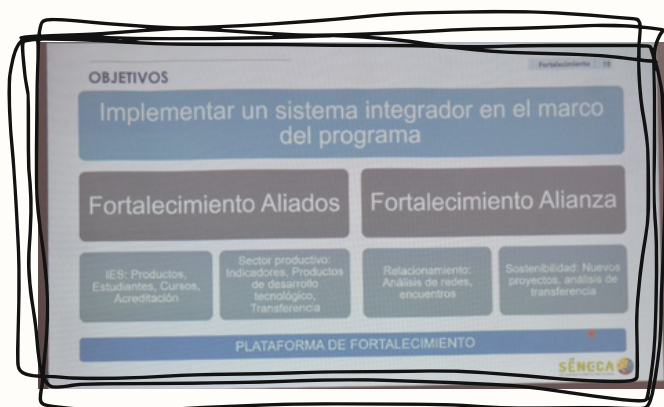 Fortalecimiento 18
OBJETIVOS
Implementar un sistema integrador en el marco
del programa
Fortalecimiento Aliados
Fortalecimiento Alianza
IES: Productos,
Estudiantes, Cursos,
Acreditación
Sector productivo:
Indicadores, Productos
de desarrollo
tecnológico,
Transferencia
Relacionamiento:
Análisis de redes,
encuentros
Sostenibilidad: Nuevos
proyectos, análisis de
transferencia
PLATAFORMA DE FORTALECIMIENTO
SÉNECA